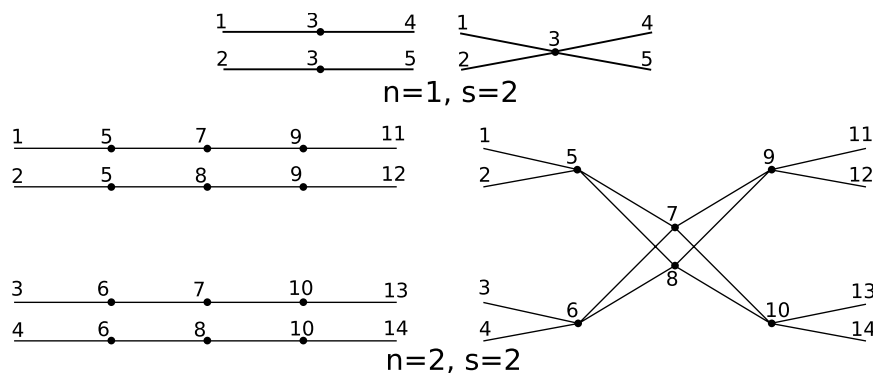 1 3 4 1 4
2 3 5 2 3 5
n=1, s=2
1 5 7 9 11 1 5 9 11
2 5 8 9 12 2 12
7
8
3 6 7 10 13 3 6 10 13
4 6 8 10 14 4 14
n=2, s=2